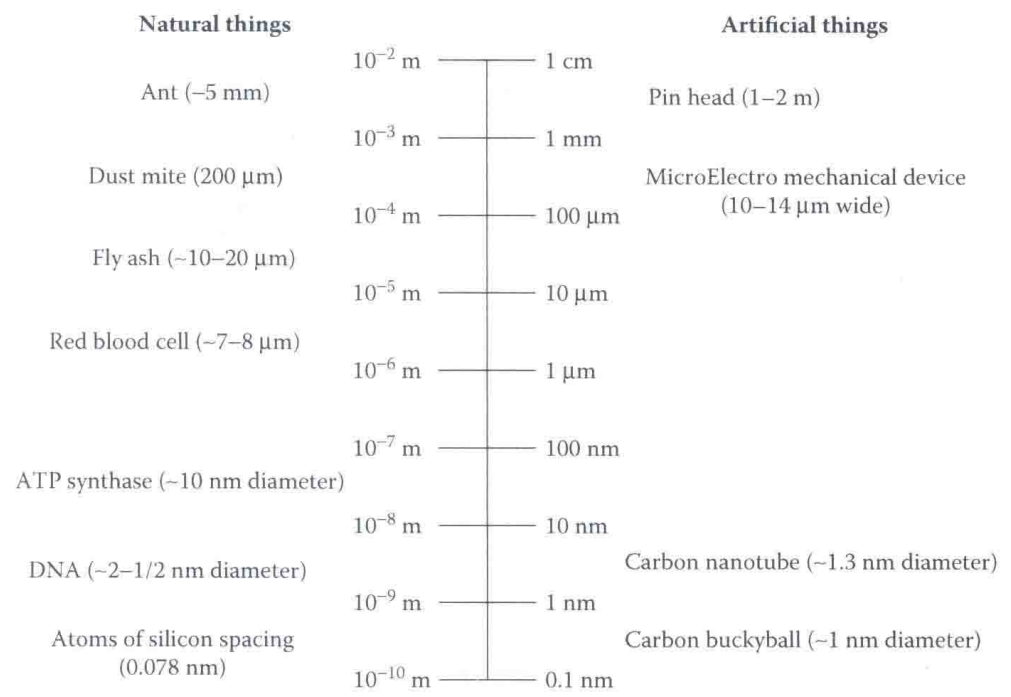 Natural things
Artificial things
10⁻² m
1 cm
Ant (~5 mm)
Pin head (1–2 m)
10⁻³ m
1 mm
Dust mite (200 μm)
MicroElectro mechanical device
(10–14 μm wide)
10⁻⁴ m
100 μm
Fly ash (~10–20 μm)
10⁻⁵ m
10 μm
Red blood cell (~7–8 μm)
10⁻⁶ m
1 μm
10⁻⁷ m
100 nm
ATP synthase (~10 nm diameter)
10⁻⁸ m
10 nm
Carbon nanotube (~1.3 nm diameter)
DNA (~2–1/2 nm diameter)
10⁻⁹ m
1 nm
Atoms of silicon spacing
(0.078 nm)
Carbon buckyball (~1 nm diameter)
10⁻¹⁰ m
0.1 nm